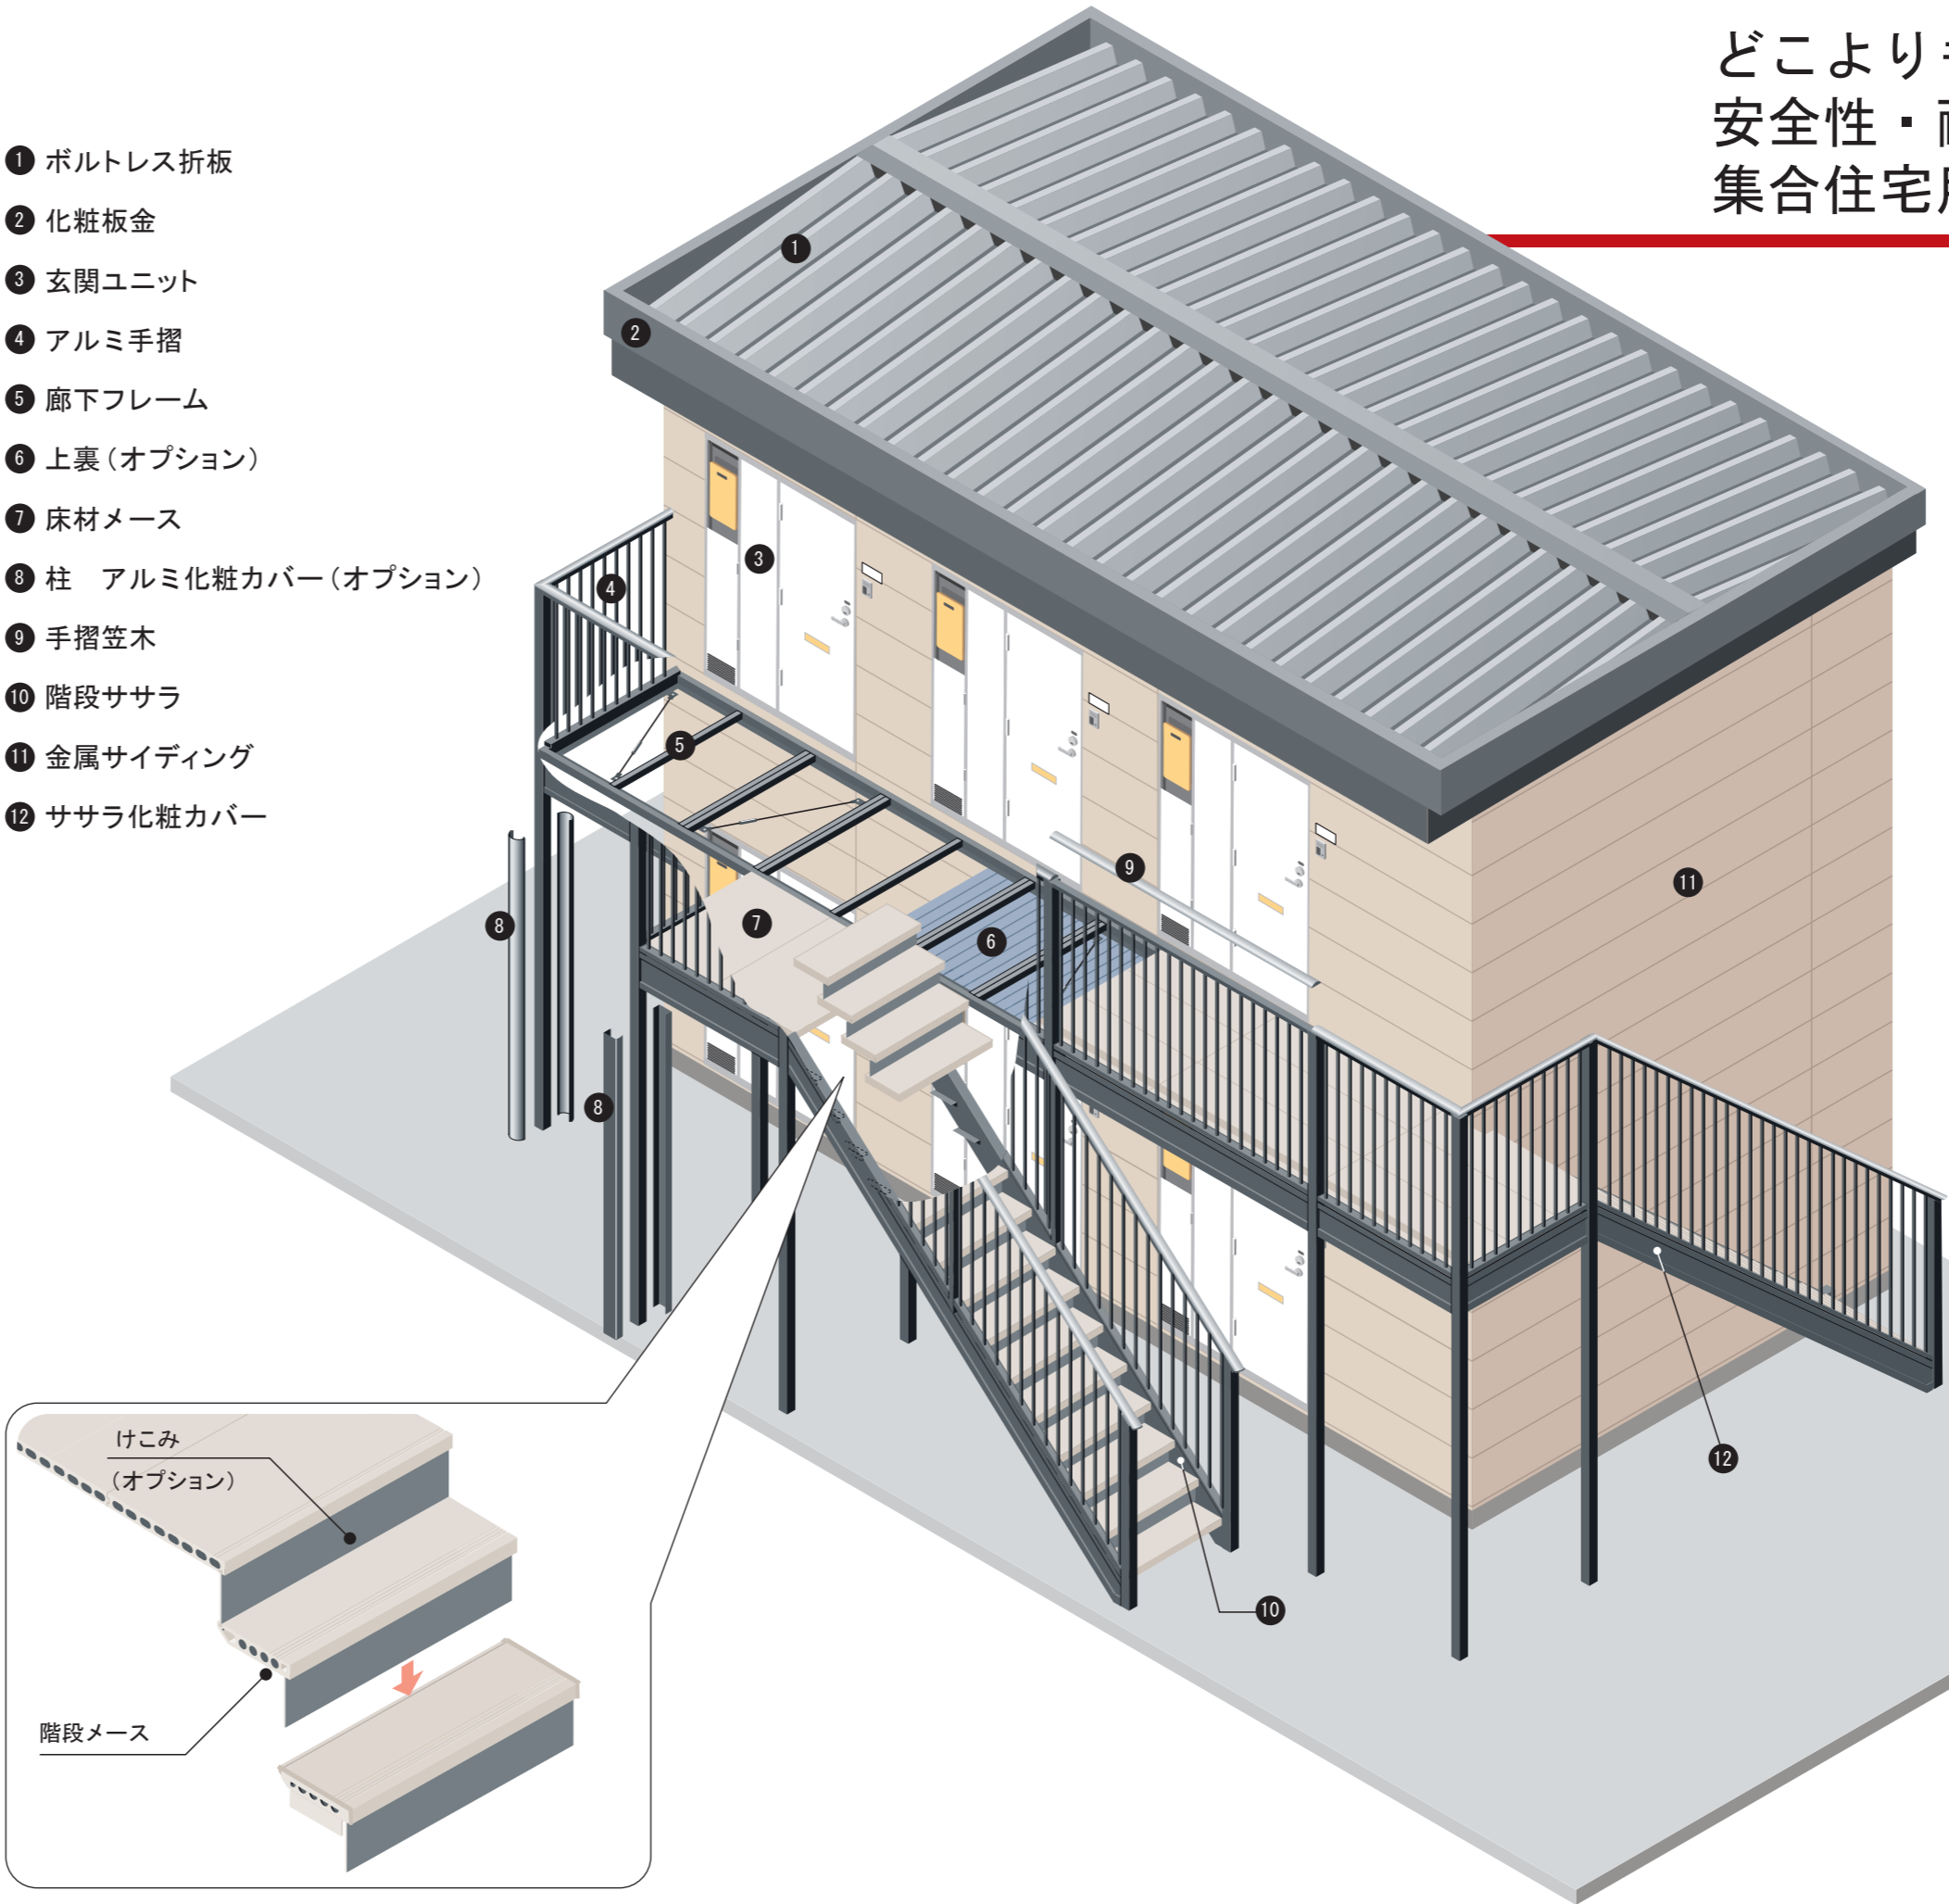 どこより
安全性・
集合住宅
❶ ボルトレス折板
❷ 化粧板金
❸ 玄関ユニット
❹ アルミ手摺
❺ 廊下フレーム
❻ 上裏（オプション）
❼ 床材メース
❽ 柱　アルミ化粧カバー（オプション）
❾ 手摺笠木
❿ 階段ササラ
⓫ 金属サイディング
⓬ ササラ化粧カバー
1
2
3
4
5
6
7
8
8
9
10
11
12
けこみ
（オプション）
階段メース